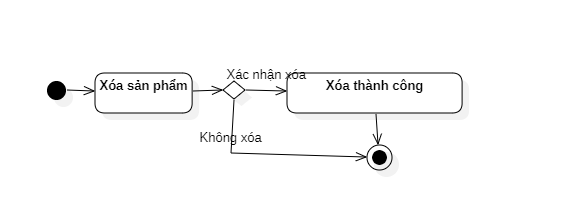 Xác nhận xóa
Xóa sản phẩm
Xóa thành công
Không xóa